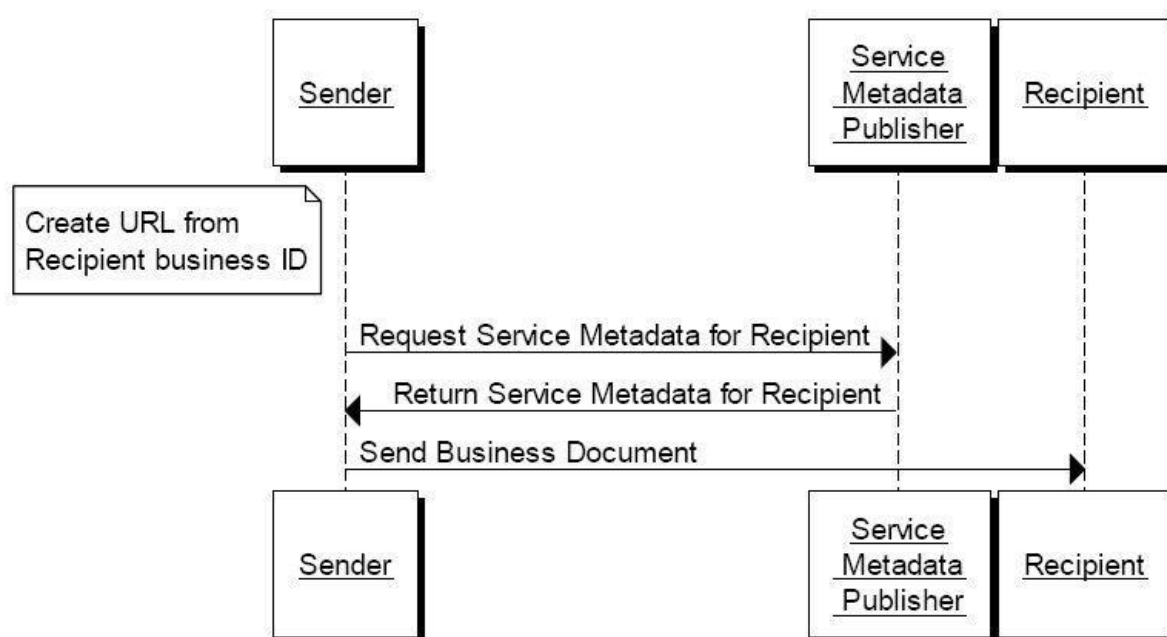 Sender
Service
Metadata
Publisher
Recipient
Create URL from
Recipient business ID
Request Service Metadata for Recipient
Return Service Metadata for Recipient
Send Business Document
Sender
Service
Metadata
Publisher
Recipient